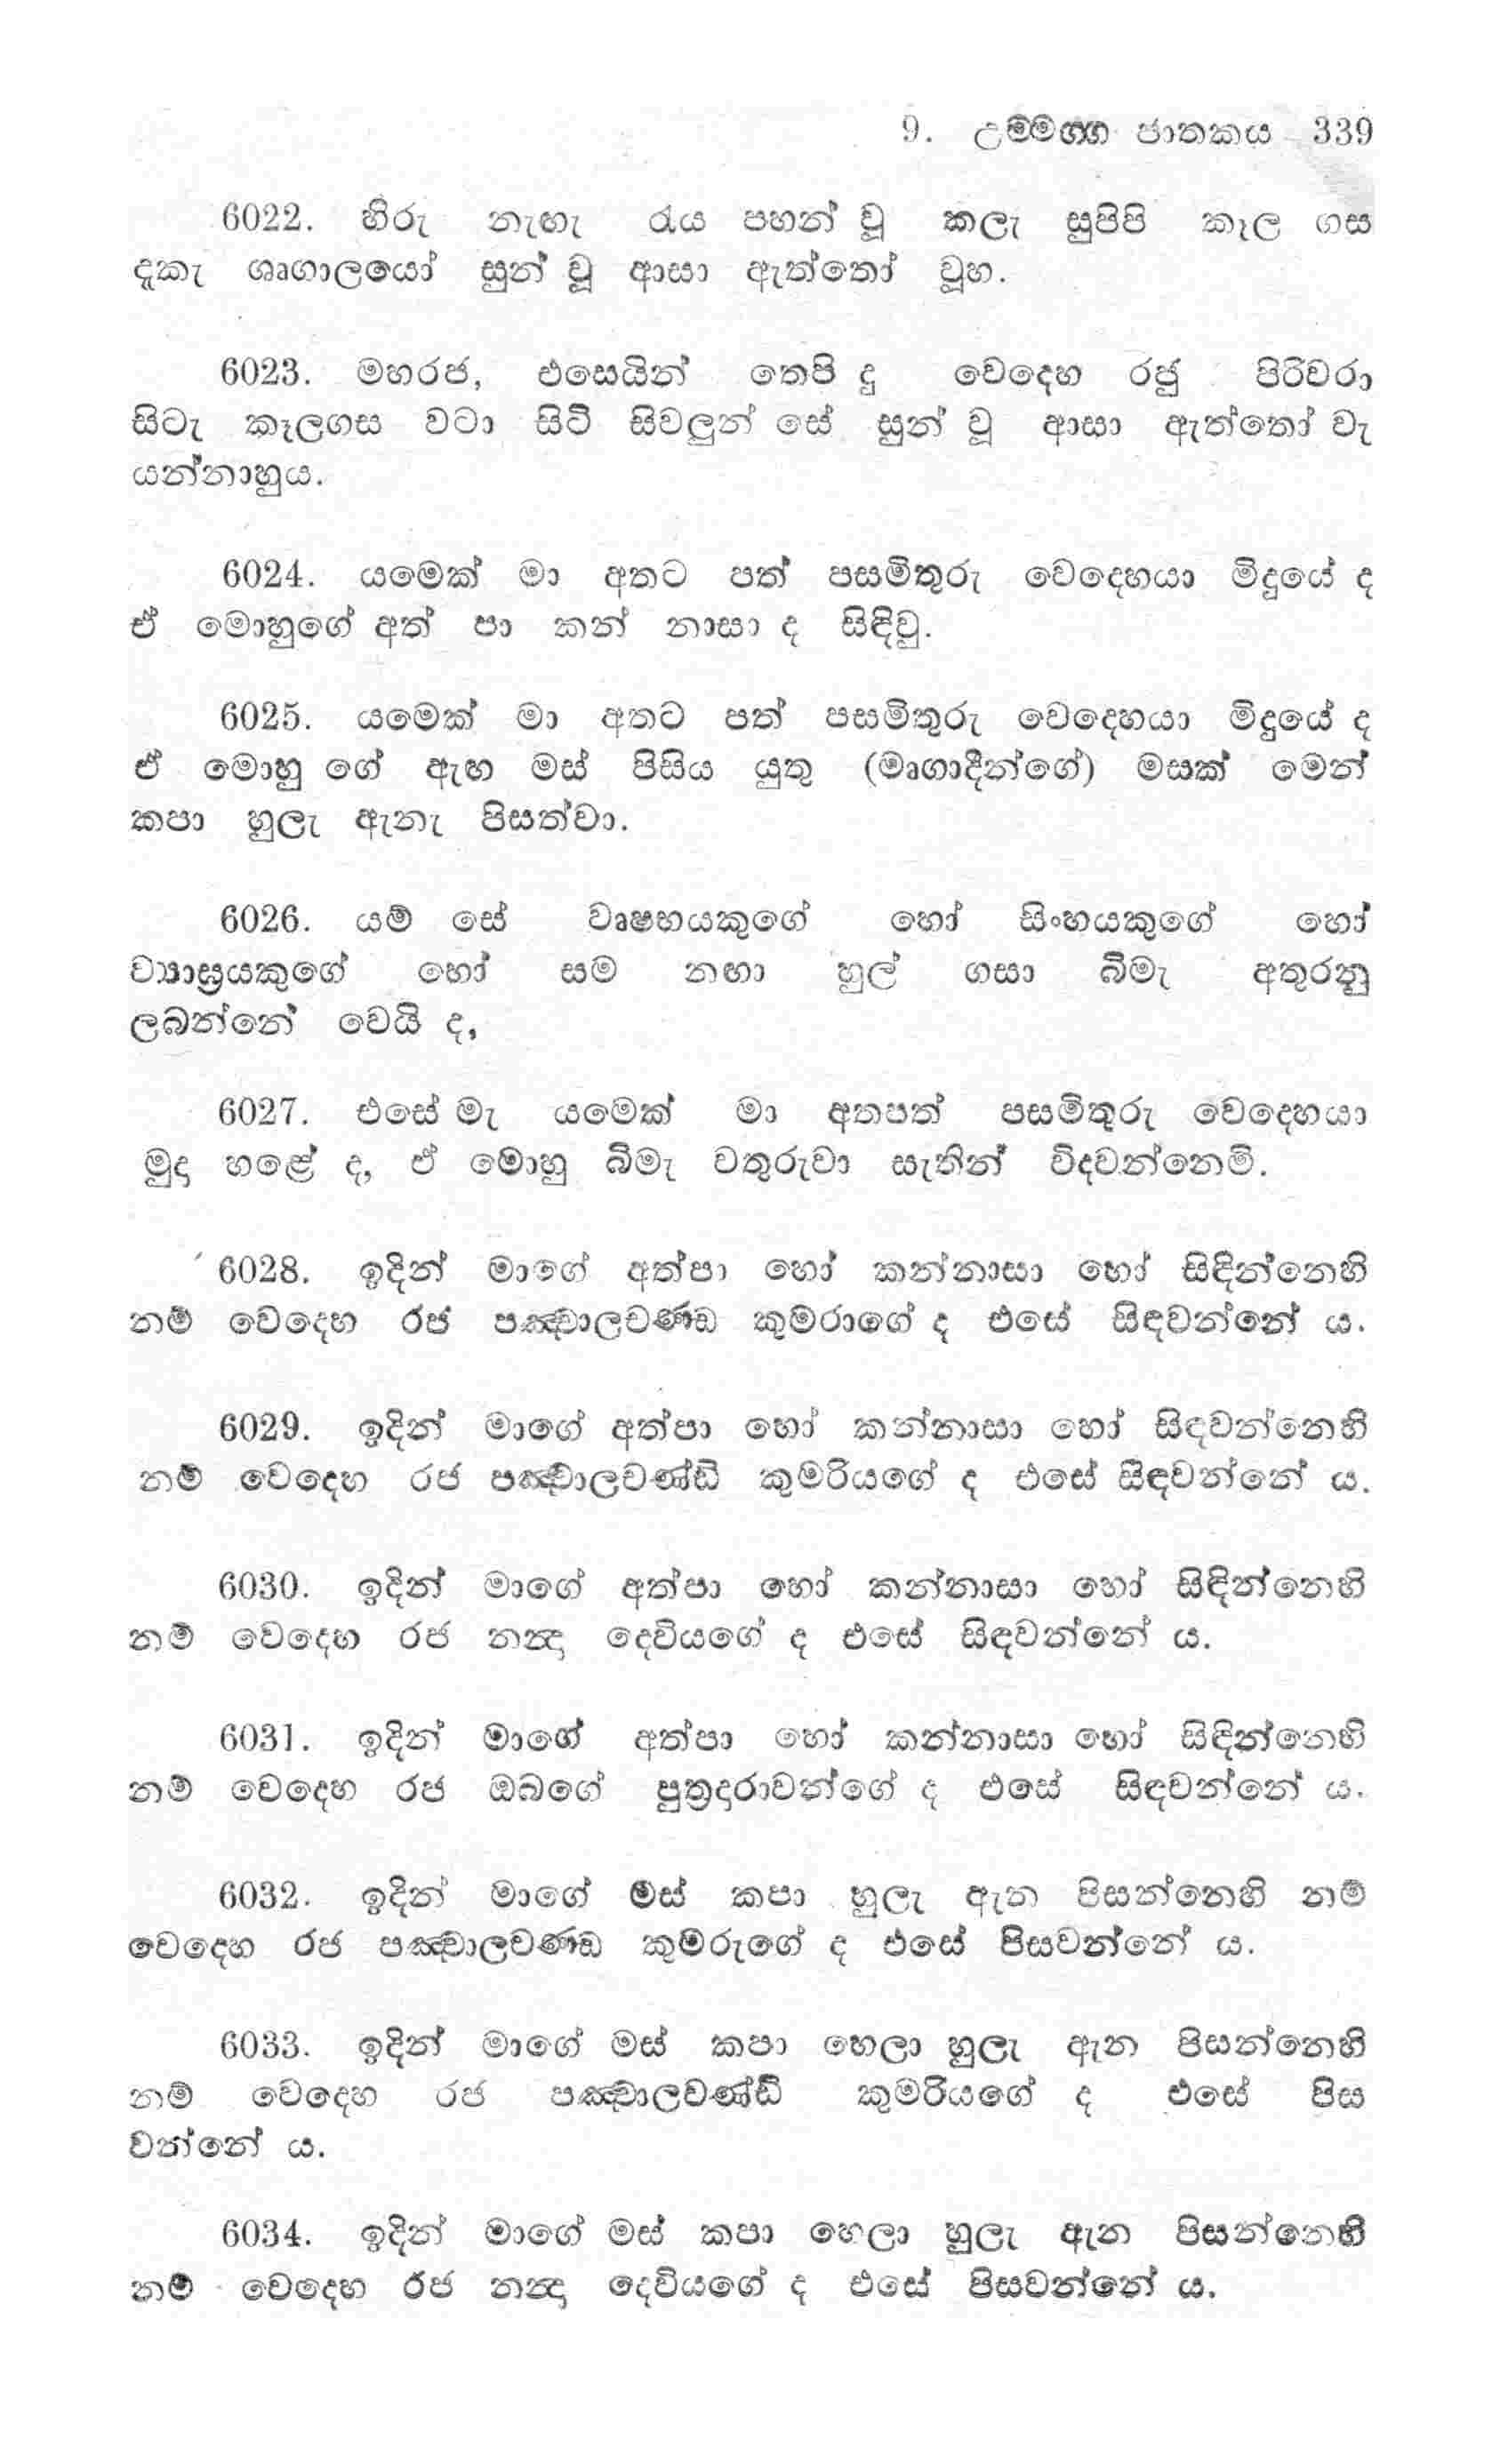 9. උම්මග්ග ජාතකය 339
6022. හිරු නැඟැ රැය පහන් වූ කලැ සුපිපි කෑල ගස
දැකැ ශෘගාලයෝ සුන් වූ ආසා ඇත්තෝ වූහ.
6023. මහරජ, එසෙයින් තෙපි දු වෙදෙහ රජු පිරිවරා
සිටැ කෑලගස වටා සිටි සිවලුන් සේ සුන් වූ ආසා ඇත්තෝ වැ
යන්නාහුය.
6024. යමෙක් මා අතට පත් පසමිතුරු වෙදෙහයා මිදුයේ ද
ඒ මොහුගේ අත් පා කන් නාසා ද සිඳිවු.
6025. යමෙක් මා අතට පත් පසමිතුරු වෙදෙහයා මිදුයේ ද
ඒ මොහු ගේ ඇඟ මස් පිසිය යුතු (මෘගාදීන්ගේ) මසක් මෙන්
කපා හුලැ ඇනැ පිසත්වා.
6026. යම් සේ වෘෂභයකුගේ හෝ සිංහයකුගේ හෝ
ව්‍යාඝ්‍රයකුගේ හෝ සම නඟා හුල් ගසා බිමැ අතුරනු
ලබන්නේ වෙයි ද,
6027. එසේ මැ යමෙක් මා අතපත් පසමිතුරු වෙදෙහයා
මුදා හළේ ද, ඒ මොහු බිමැ වතුරුවා සැතින් විදවන්නෙමි.
6028. ඉදින් මාගේ අත්පා හෝ කන්නාසා හෝ සිඳින්නෙහි
නම් වෙදෙහ රජ පඤ්චාලචණ්ඩ කුමරාගේ ද එසේ සිඳවන්නේ ය.
6029. ඉදින් මාගේ අත්පා හෝ කන්නාසා හෝ සිඳවන්නෙහි
නම් වෙදෙහ රජ පඤ්චාලචණ්ඩි කුමරියගේ ද එසේ සිඳවන්නේ ය.
6030. ඉදින් මාගේ අත්පා හෝ කන්නාසා හෝ සිඳින්නෙහි
නම් වෙදෙහ රජ නන්‍දා දෙවියගේ ද එසේ සිඳවන්නේ ය.
6031. ඉදින් මාගේ අත්පා හෝ කන්නාසා හෝ සිඳින්නෙහි
නම් වෙදෙහ රජ ඔබගේ පුත්‍රදාරාවන්ගේ ද එසේ සිඳවන්නේ ය.
6032. ඉදින් මාගේ මස් කපා හුලැ ඇන පිසන්නෙහි නම්
වෙදෙහ රජ පඤ්චාලචණ්ඩ කුමරුගේ ද එසේ පිසවන්නේ ය.
6033. ඉදින් මාගේ මස් කපා හෙලා හුලැ ඇන පිසන්නෙහි
නම් වෙදෙහ රජ පඤ්චාලචණ්ඩි කුමරියගේ ද එසේ පිස
වන්නේ ය.
6034. ඉදින් මාගේ මස් කපා හෙලා හුලැ ඇන පිසන්නෙහි
නම් වෙදෙහ රජ නන්‍දා දෙවියගේ ද එසේ පිසවන්නේ ය.